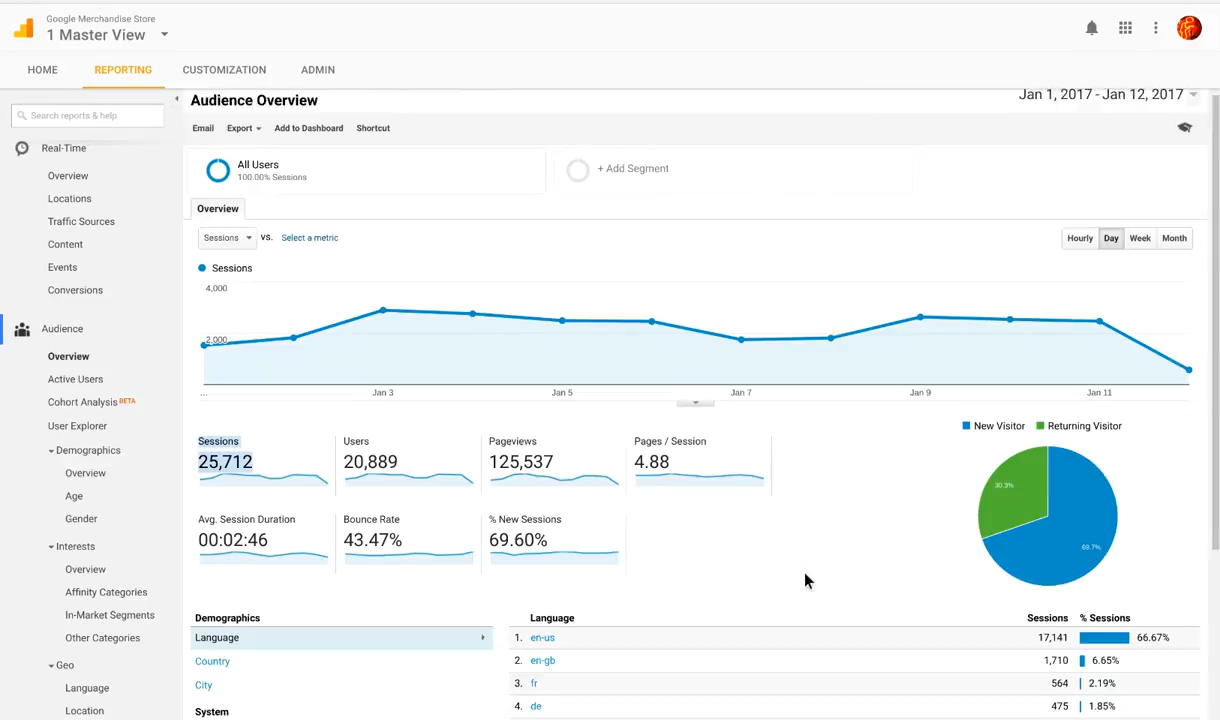 Google Merchandise Store
1 Master View
HOME REPORTING CUSTOMIZATION ADMIN
Search reports & help
Real-Time
Overview
Locations
Traffic Sources
Content
Events
Conversions
Audience
Overview
Active Users
Cohort Analysis BETA
User Explorer
Demographics
Overview
Age
Gender
Interests
Overview
Affinity Categories
In-Market Segments
Other Categories
Geo
Language
Location
Audience Overview
Jan 1, 2017 - Jan 12, 2017
Email Export Add to Dashboard Shortcut
All Users
100.00% Sessions
+ Add Segment
Overview
Sessions vs. Select a metric
Hourly Day Week Month
Sessions
4,000
2,000
... Jan 3 Jan 5 Jan 7 Jan 9 Jan 11
Sessions
25,712
Users
20,889
Pageviews
125,537
Pages / Session
4.88
Avg. Session Duration
00:02:46
Bounce Rate
43.47%
% New Sessions
69.60%
New Visitor Returning Visitor
30.3%
69.7%
Demographics
Language
Country
City
System
Language Sessions % Sessions
1. en-us 17,141 66.67%
2. en-gb 1,710 6.65%
3. fr 564 2.19%
4. de 475 1.85%